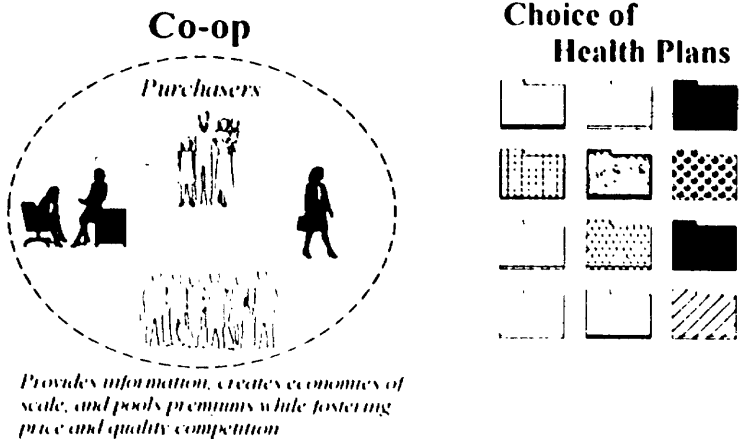 Co-op
Purchasers
Provides information, creates economies of
scale, and pools premiums while fostering
price and quality competition
Choice of
Health Plans